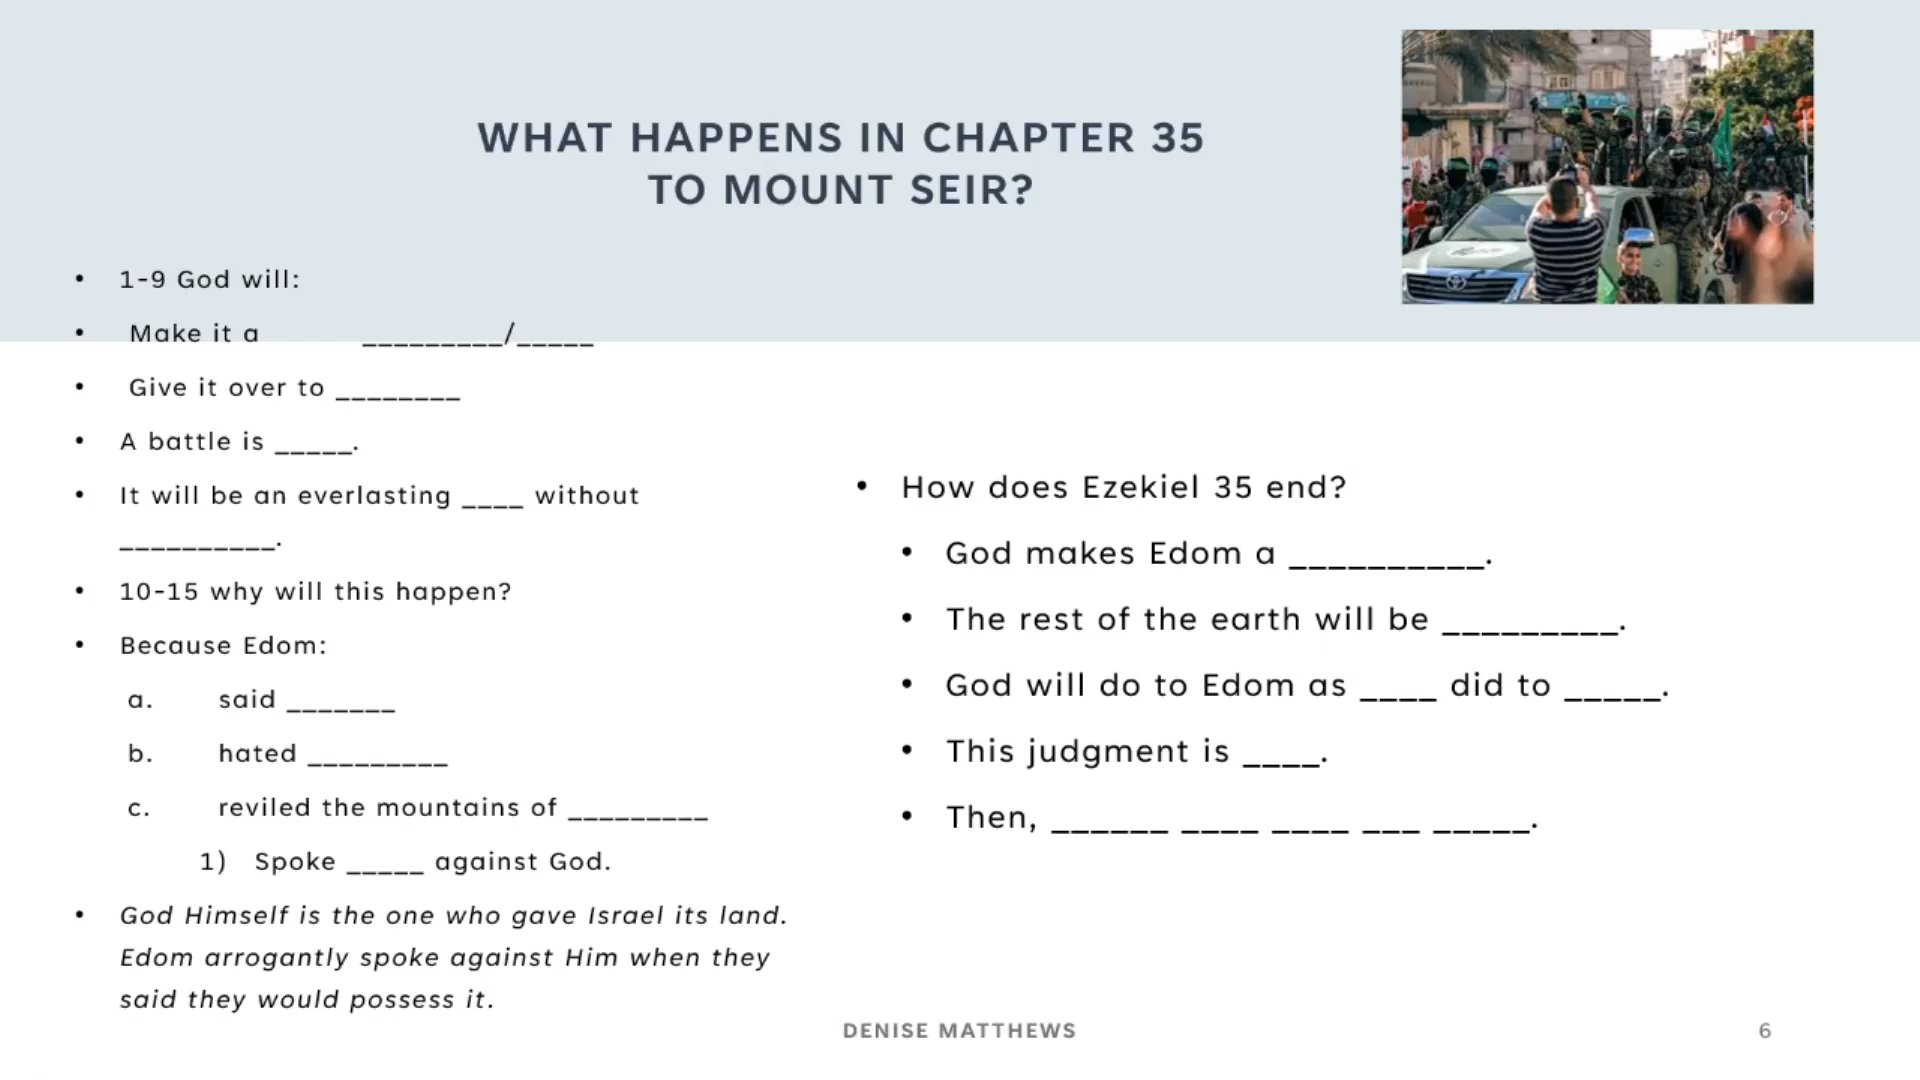 WHAT HAPPENS IN CHAPTER 35
TO MOUNT SEIR?
• 1-9 God will:
• Make it a _________/_____
• Give it over to ________
• A battle is _____.
• It will be an everlasting ____ without
__________.
• 10-15 why will this happen?
• Because Edom:
a. said _______
b. hated _________
c. reviled the mountains of _________
1) Spoke _____ against God.
• God Himself is the one who gave Israel its land.
Edom arrogantly spoke against Him when they
said they would possess it.
• How does Ezekiel 35 end?
• God makes Edom a __________.
• The rest of the earth will be _________.
• God will do to Edom as ____ did to _____.
• This judgment is ____.
• Then, ______ ____ ____ ___ _____.
DENISE MATTHEWS
6